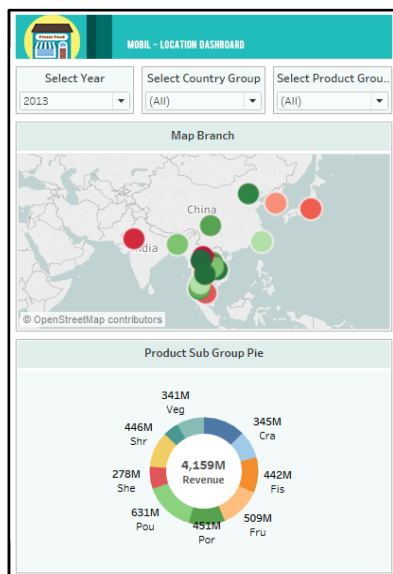 Frozen Food
MOBIL - LOCATION DASHBOARD
Select Year
Select Country Group
Select Product Grou..
2013
(All)
(All)
Map Branch
China
India
© OpenStreetMap contributors
Product Sub Group Pie
341M
Veg
345M
Cra
446M
Shr
442M
Fis
4,159M
Revenue
278M
She
509M
Fru
631M
Pou
451M
Por